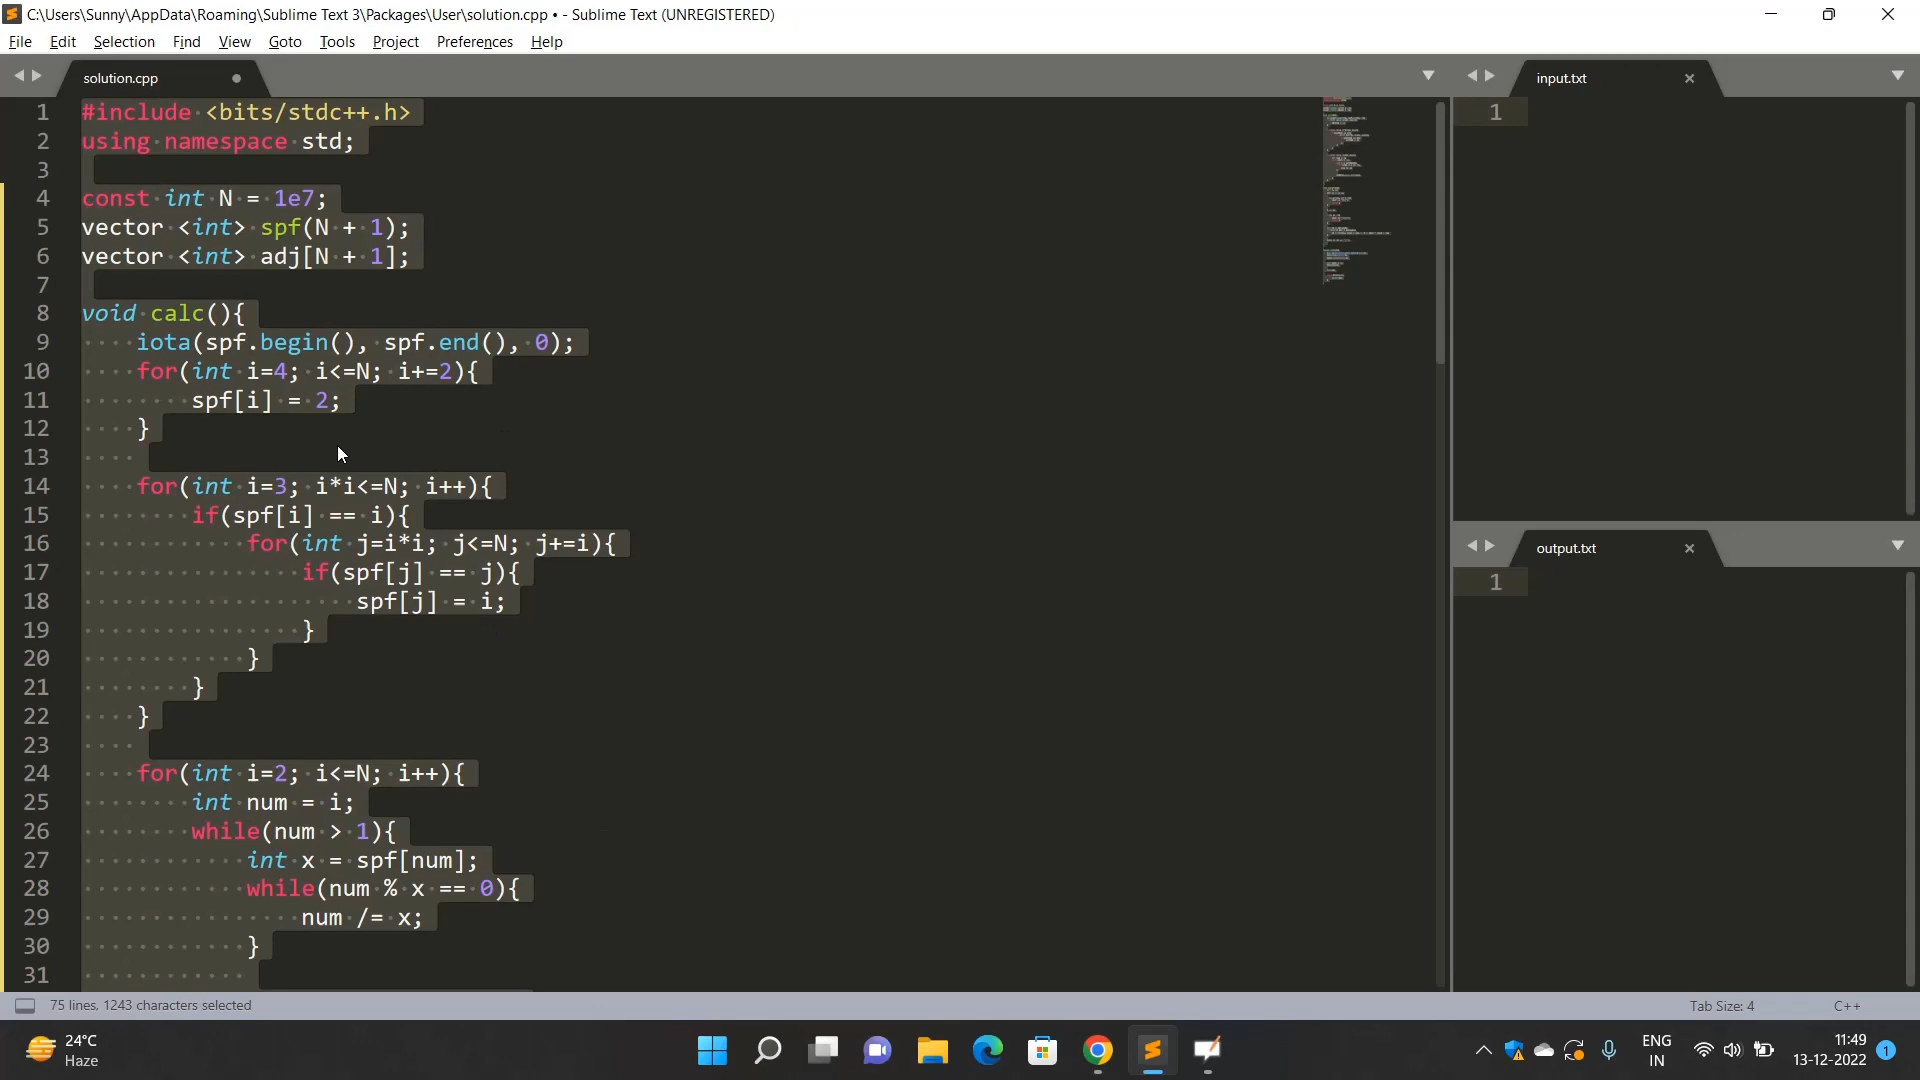 C:\Users\Sunny\AppData\Roaming\Sublime Text 3\Packages\User\solution.cpp • - Sublime Text (UNREGISTERED)
File Edit Selection Find View Goto Tools Project Preferences Help
solution.cpp
1 #include <bits/stdc++.h>
2 using namespace std;
3
4 const int N = 1e7;
5 vector <int> spf(N + 1);
6 vector <int> adj[N + 1];
7
8 void calc(){
9 iota(spf.begin(), spf.end(), 0);
10 for(int i=4; i<=N; i+=2){
11 spf[i] = 2;
12 }
13
14 for(int i=3; i*i<=N; i++){
15 if(spf[i] == i){
16 for(int j=i*i; j<=N; j+=i){
17 if(spf[j] == j){
18 spf[j] = i;
19 }
20 }
21 }
22 }
23
24 for(int i=2; i<=N; i++){
25 int num = i;
26 while(num > 1){
27 int x = spf[num];
28 while(num % x == 0){
29 num /= x;
30 }
31
input.txt
1
output.txt
1
75 lines, 1243 characters selected
Tab Size: 4 C++
24°C
Haze
ENG
IN
11:49
13-12-2022
1